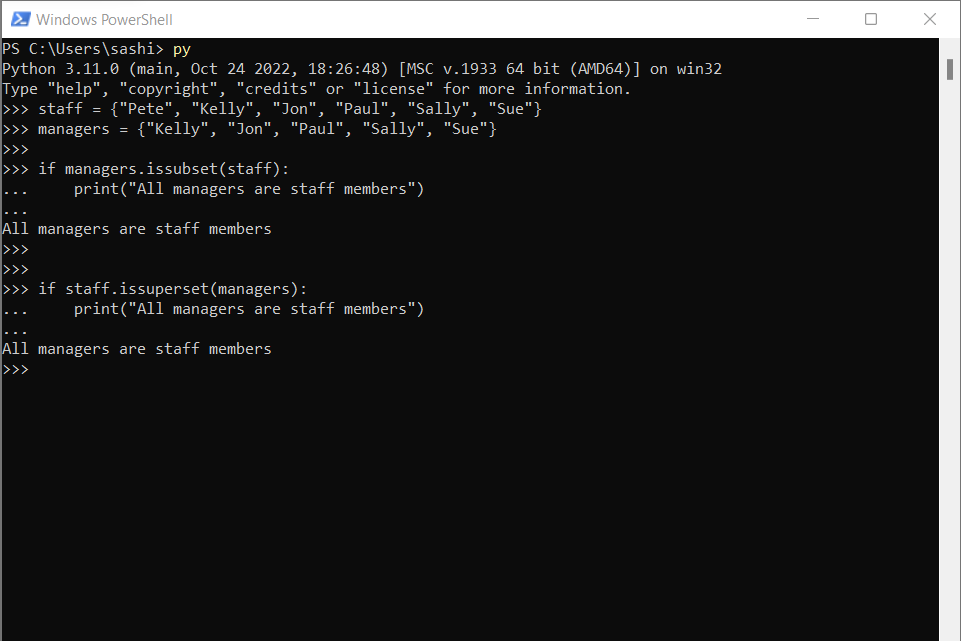 Windows PowerShell
PS C:\Users\sashi> py
Python 3.11.0 (main, Oct 24 2022, 18:26:48) [MSC v.1933 64 bit (AMD64)] on win32
Type "help", "copyright", "credits" or "license" for more information.
>>> staff = {"Pete", "Kelly", "Jon", "Paul", "Sally", "Sue"}
>>> managers = {"Kelly", "Jon", "Paul", "Sally", "Sue"}
>>>
>>> if managers.issubset(staff):
...     print("All managers are staff members")
...
All managers are staff members
>>>
>>>
>>> if staff.issuperset(managers):
...     print("All managers are staff members")
...
All managers are staff members
>>>